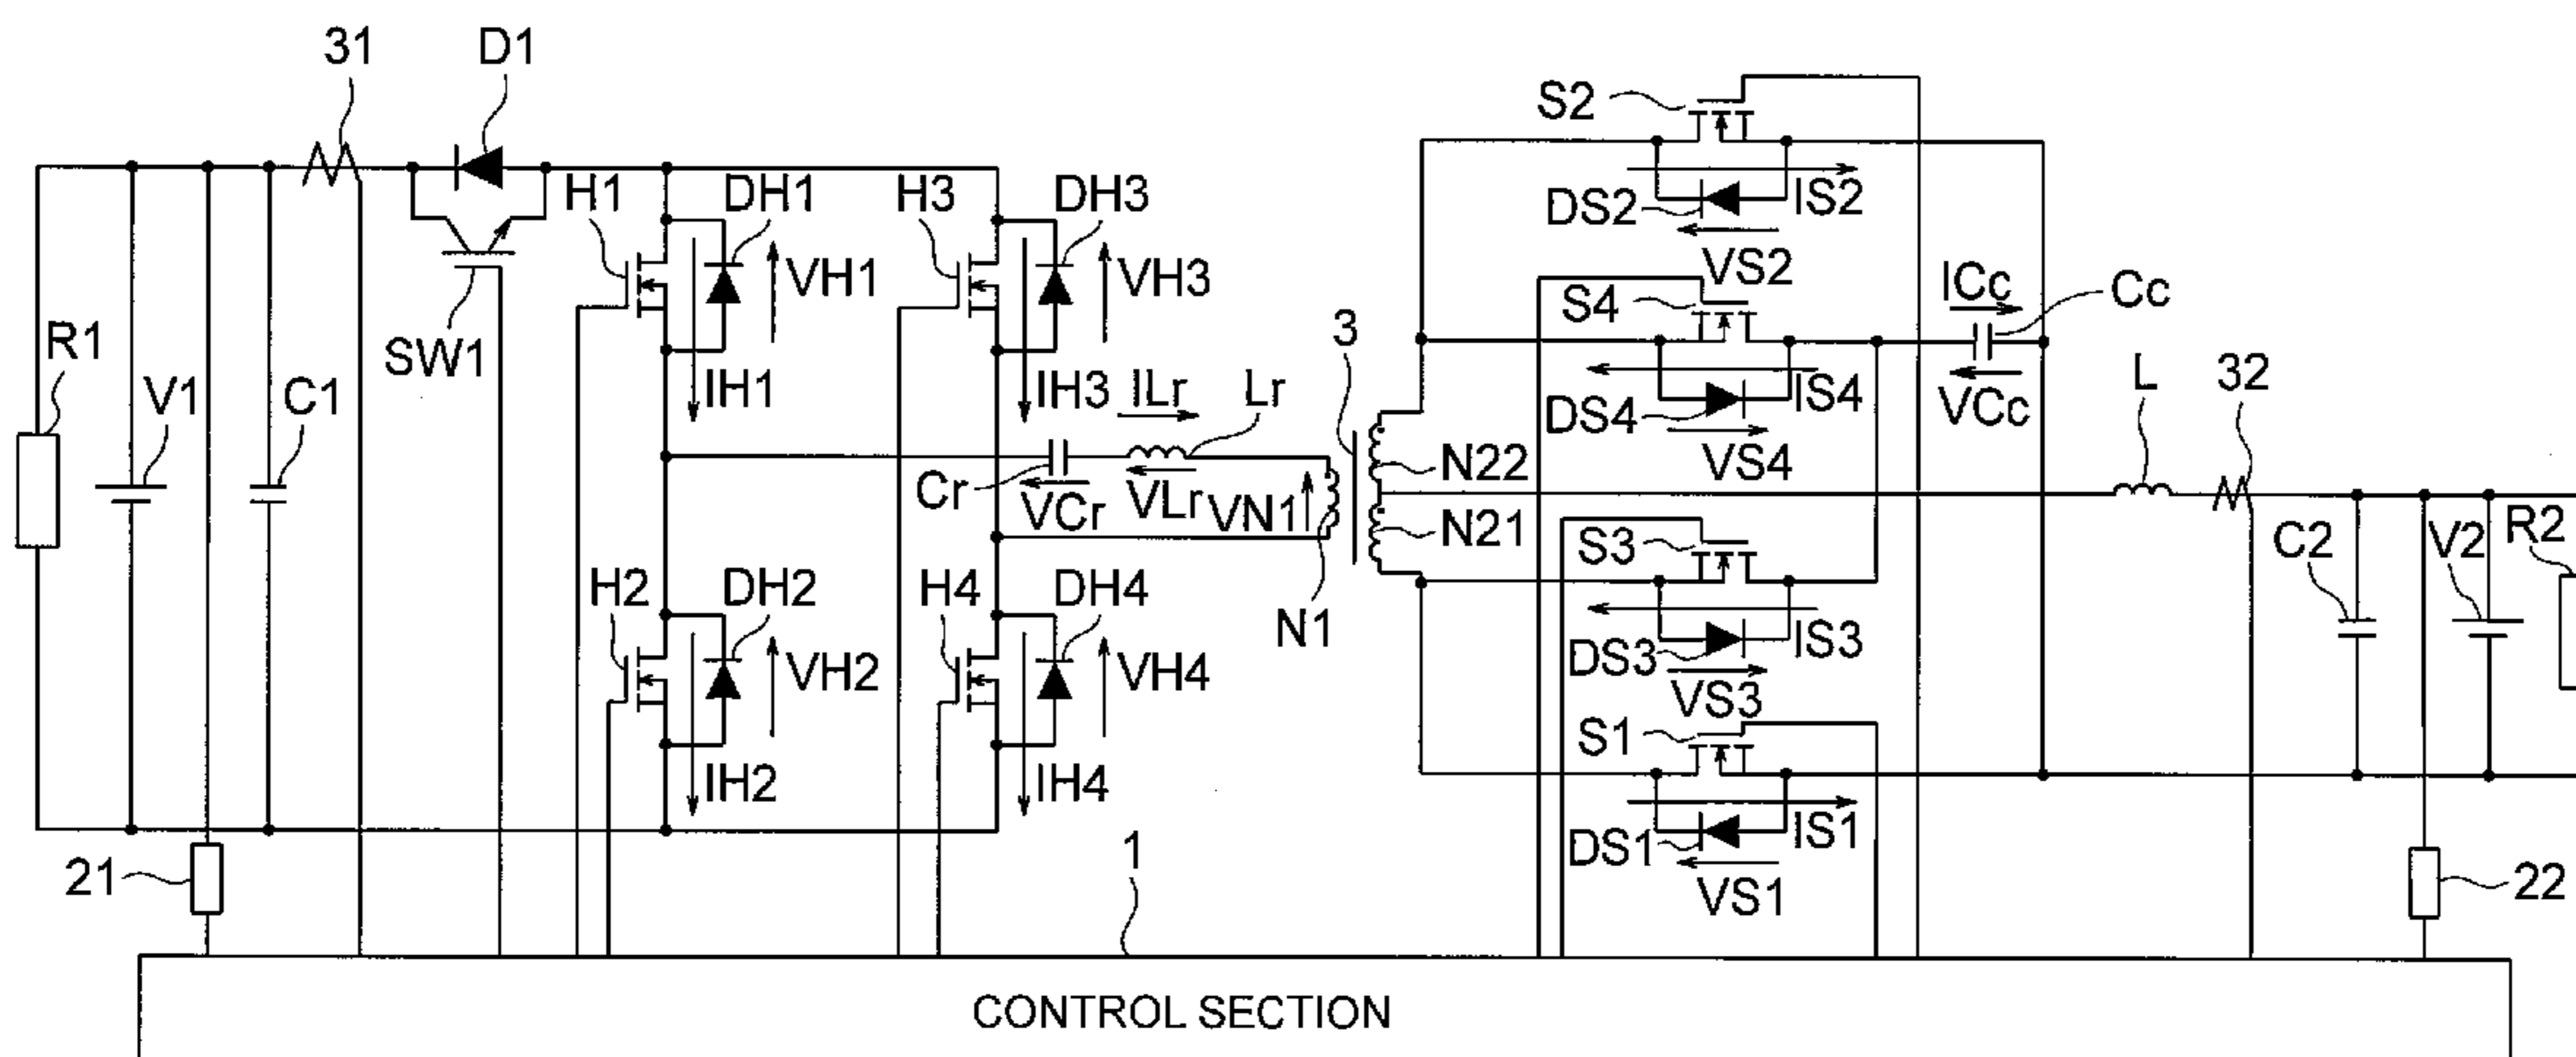 31
D1
S2
H1
DH1
H3
DH3
DS2
IS2
VH1
VH3
VS2
S4
ICc
Cc
R1
SW1
V1
C1
IH1
IH3
ILr
Lr
3
DS4
IS4
VCc
L
32
VS4
N22
Cr
VCr
VLr
VN1
N21
S3
C2
V2
R2
H2
DH2
H4
DH4
N1
VH2
VH4
DS3
IS3
VS3
S1
IH2
IH4
1
DS1
IS1
21
VS1
22
CONTROL SECTION